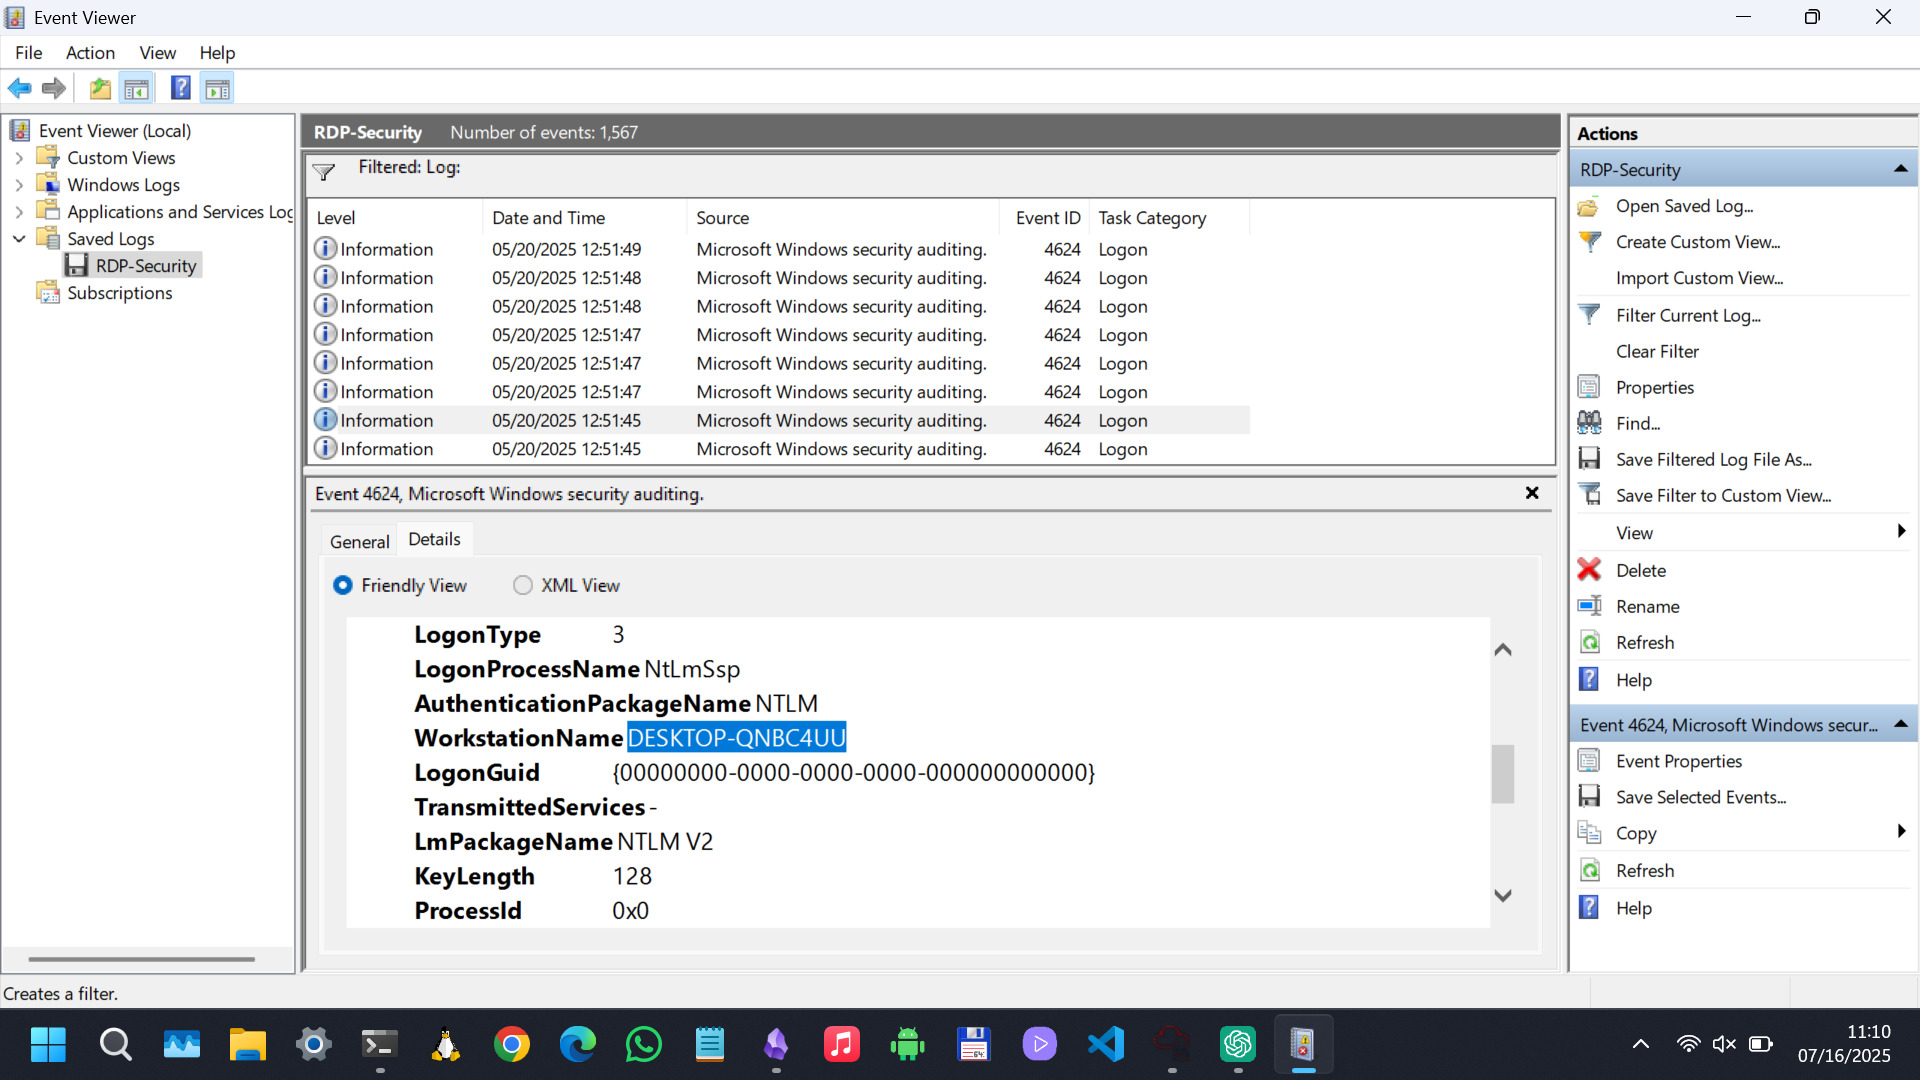 Event Viewer
File Action View Help
Event Viewer (Local)
Custom Views
Windows Logs
Applications and Services Log
Saved Logs
RDP-Security
Subscriptions
RDP-Security Number of events: 1,567
Filtered: Log:
Level Date and Time Source Event ID Task Category
Information 05/20/2025 12:51:49 Microsoft Windows security auditing. 4624 Logon
Information 05/20/2025 12:51:48 Microsoft Windows security auditing. 4624 Logon
Information 05/20/2025 12:51:48 Microsoft Windows security auditing. 4624 Logon
Information 05/20/2025 12:51:47 Microsoft Windows security auditing. 4624 Logon
Information 05/20/2025 12:51:47 Microsoft Windows security auditing. 4624 Logon
Information 05/20/2025 12:51:47 Microsoft Windows security auditing. 4624 Logon
Information 05/20/2025 12:51:45 Microsoft Windows security auditing. 4624 Logon
Information 05/20/2025 12:51:45 Microsoft Windows security auditing. 4624 Logon
Event 4624, Microsoft Windows security auditing.
General Details
Friendly View XML View
LogonType 3
LogonProcessName NtLmSsp
AuthenticationPackageName NTLM
WorkstationName DESKTOP-QNBC4UU
LogonGuid {00000000-0000-0000-0000-000000000000}
TransmittedServices -
LmPackageName NTLM V2
KeyLength 128
ProcessId 0x0
Actions
RDP-Security
Open Saved Log...
Create Custom View...
Import Custom View...
Filter Current Log...
Clear Filter
Properties
Find...
Save Filtered Log File As...
Save Filter to Custom View...
View
Delete
Rename
Refresh
Help
Event 4624, Microsoft Windows secur...
Event Properties
Save Selected Events...
Copy
Refresh
Help
Creates a filter.
64
11:10
07/16/2025